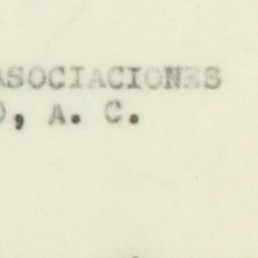 ASOCIACIONES
O, A. C.